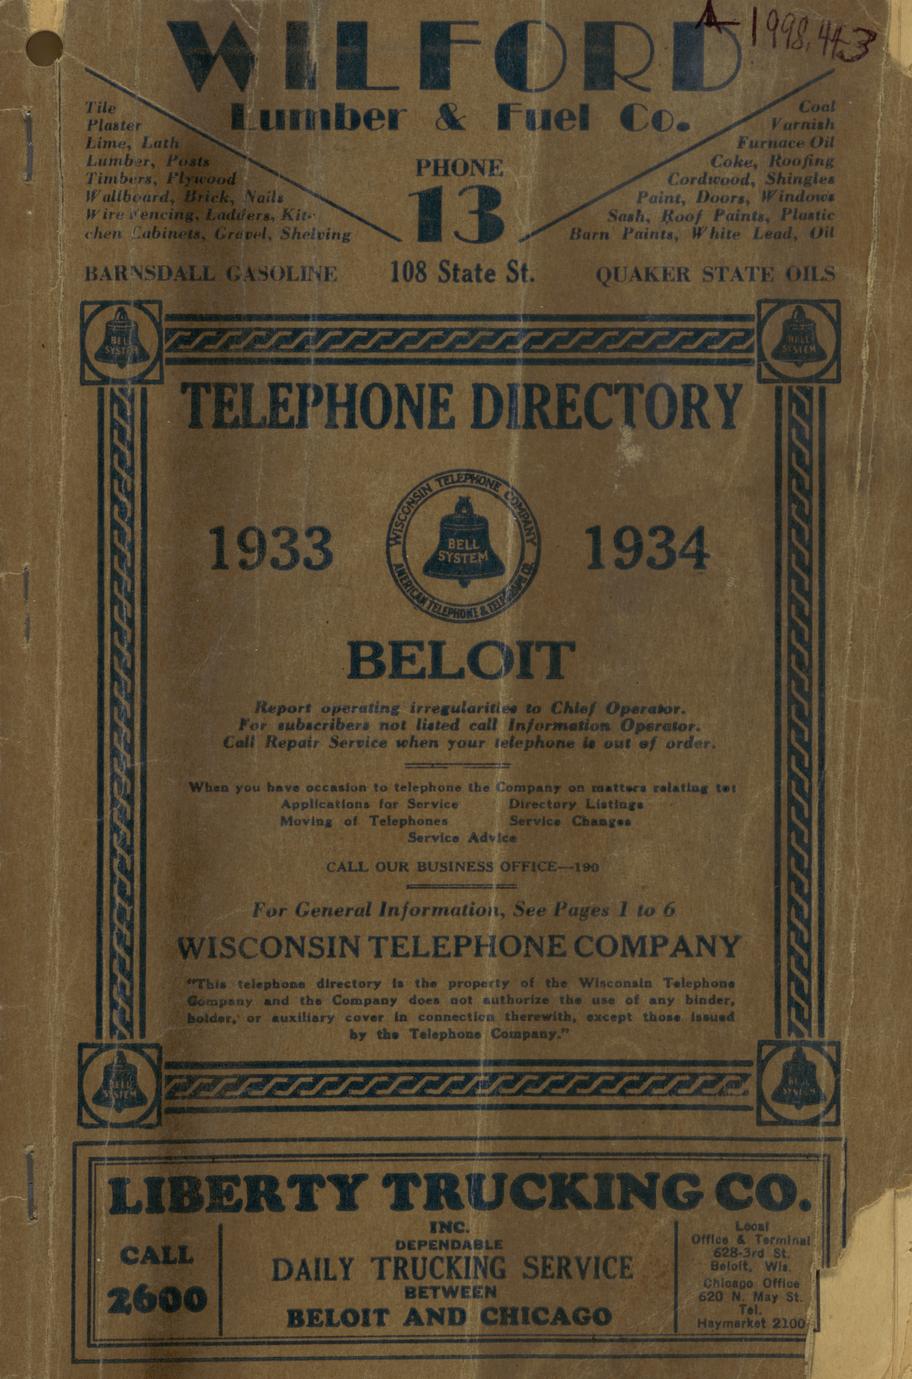 WILFORD
A-1998.44.3
Lumber & Fuel Co.
Tile
Plaster
Lime, Lath
Lumber, Posts
Timbers, Plywood
Wallboard, Brick, Nails
Wire Fencing, Ladders, Kit-
chen Cabinets, Gravel, Shelving
PHONE
13
Coal
Varnish
Furnace Oil
Coke, Roofing
Cordwood, Shingles
Paint, Doors, Windows
Sash, Roof Paints, Plastic
Barn Paints, White Lead, Oil
BARNSDALL GASOLINE 108 State St. QUAKER STATE OILS
BELL SYSTEM
BELL SYSTEM
TELEPHONE DIRECTORY
1933
WISCONSIN TELEPHONE COMPANY
BELL
SYSTEM
AMERICAN TELEPHONE & TELEGRAPH CO.
1934
BELOIT
Report operating irregularities to Chief Operator.
For subscribers not listed call Information Operator.
Call Repair Service when your telephone is out of order.
When you have occasion to telephone the Company on matters relating to:
Applications for Service Directory Listings
Moving of Telephones Service Changes
Service Advice
CALL OUR BUSINESS OFFICE—190
For General Information, See Pages 1 to 6
WISCONSIN TELEPHONE COMPANY
"This telephone directory is the property of the Wisconsin Telephone
Company and the Company does not authorize the use of any binder,
holder, or auxiliary cover in connection therewith, except those issued
by the Telephone Company."
BELL SYSTEM
BELL SYSTEM
LIBERTY TRUCKING CO.
INC.
CALL
2600
DEPENDABLE
DAILY TRUCKING SERVICE
BETWEEN
BELOIT AND CHICAGO
Local
Office & Terminal
628-3rd St.
Beloit, Wis.
Chicago Office
620 N. May St.
Tel.
Haymarket 2100